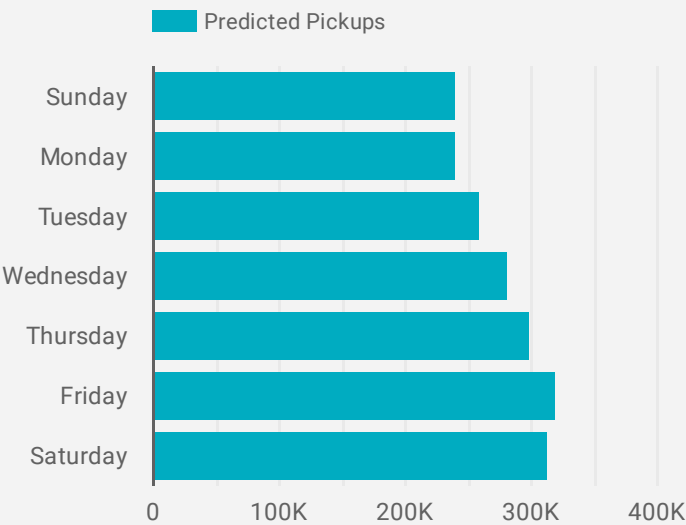 Predicted Pickups
Sunday
Monday
Tuesday
Wednesday
Thursday
Friday
Saturday
0 100K 200K 300K 400K